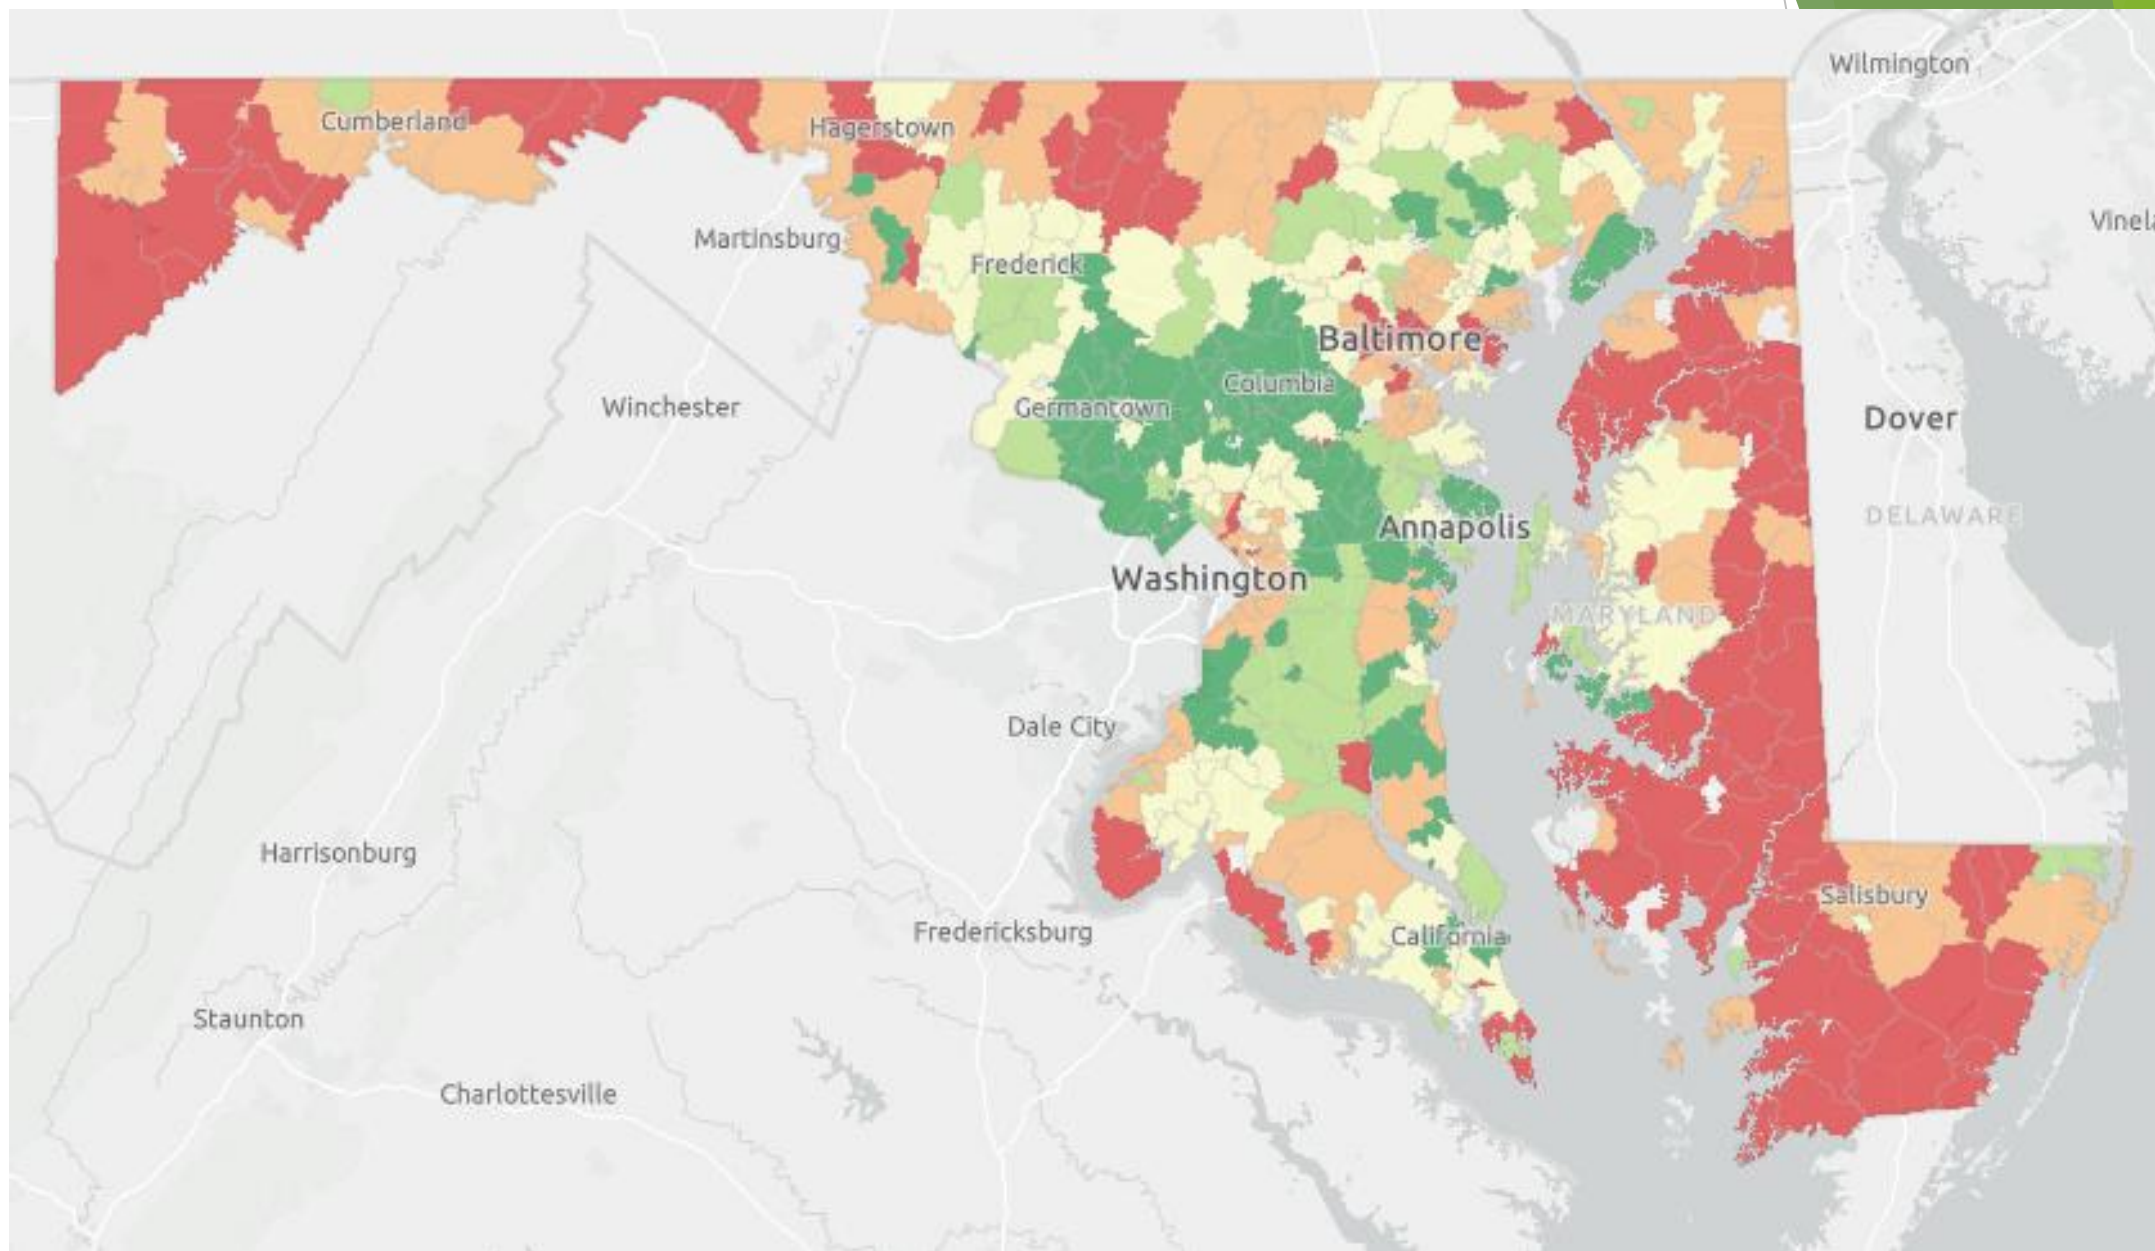 Wilmington
Cumberland
Hagerstown
Vinela
Martinsburg
Frederick
Baltimore
Columbia
Winchester
Germantown
Dover
DELAWARE
Annapolis
Washington
MARYLAND
Dale City
Harrisonburg
Salisbury
Fredericksburg
California
Staunton
Charlottesville